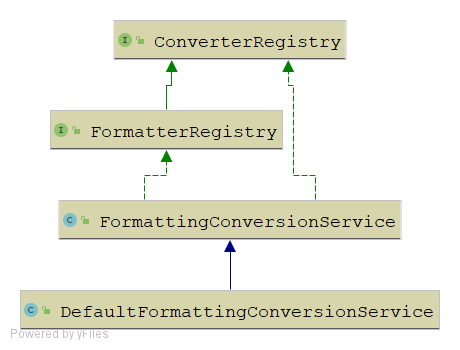 I ConverterRegistry
I FormatterRegistry
C FormattingConversionService
C DefaultFormattingConversionService
Powered by yFiles